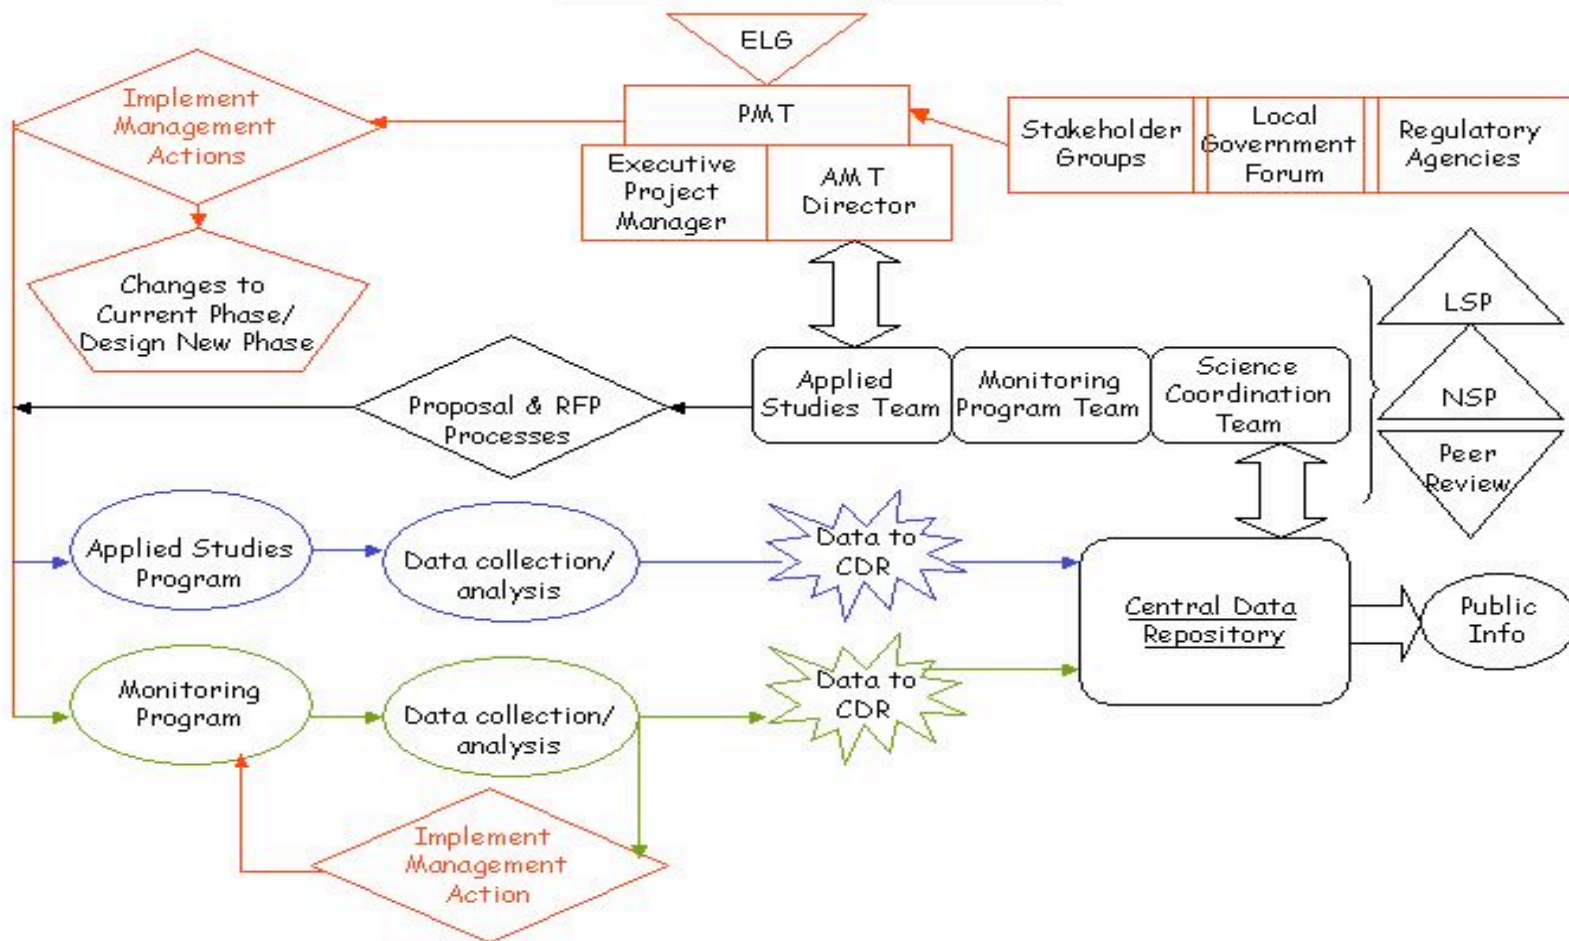 ELG
PMT
Executive
Project
Manager
AMT
Director
Stakeholder
Groups
Local
Government
Forum
Regulatory
Agencies
Implement
Management
Actions
Changes to
Current Phase/
Design New Phase
Proposal & RFP
Processes
Applied
Studies Team
Monitoring
Program Team
Science
Coordination
Team
LSP
NSP
Peer
Review
Applied Studies
Program
Data collection/
analysis
Data to
CDR
Central Data
Repository
Public
Info
Monitoring
Program
Data collection/
analysis
Data to
CDR
Implement
Management
Action